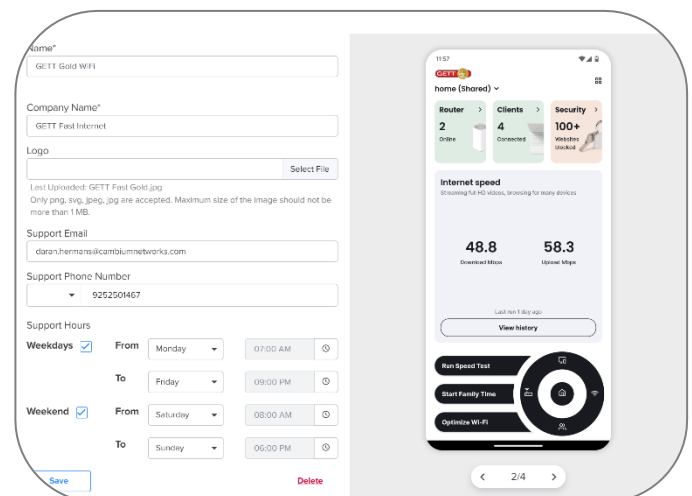 Name*
GETT Gold WiFi
Company Name*
GETT Fast Internet
Logo
Select File
Last Uploaded: GETT Fast Gold.jpg
Only png, svg, jpeg, jpg are accepted. Maximum size of the image should not be
more than 1 MB.
Support Email
daran.hermans@cambiumnetworks.com
Support Phone Number
9252501467
Support Hours
Weekdays From Monday 07:00 AM
To Friday 09:00 PM
Weekend From Saturday 08:00 AM
To Sunday 06:00 PM
Save Delete
11:57
GETT
home (Shared)
Router > Clients > Security >
2 4 100+
Online Connected Websites
blocked
Internet speed
Streaming full HD videos, browsing for many devices
48.8 58.3
Download Mbps Upload Mbps
Last run 1 day ago
View history
Run Speed Test
Start Family Time
Optimize Wi-Fi
< 2/4 >